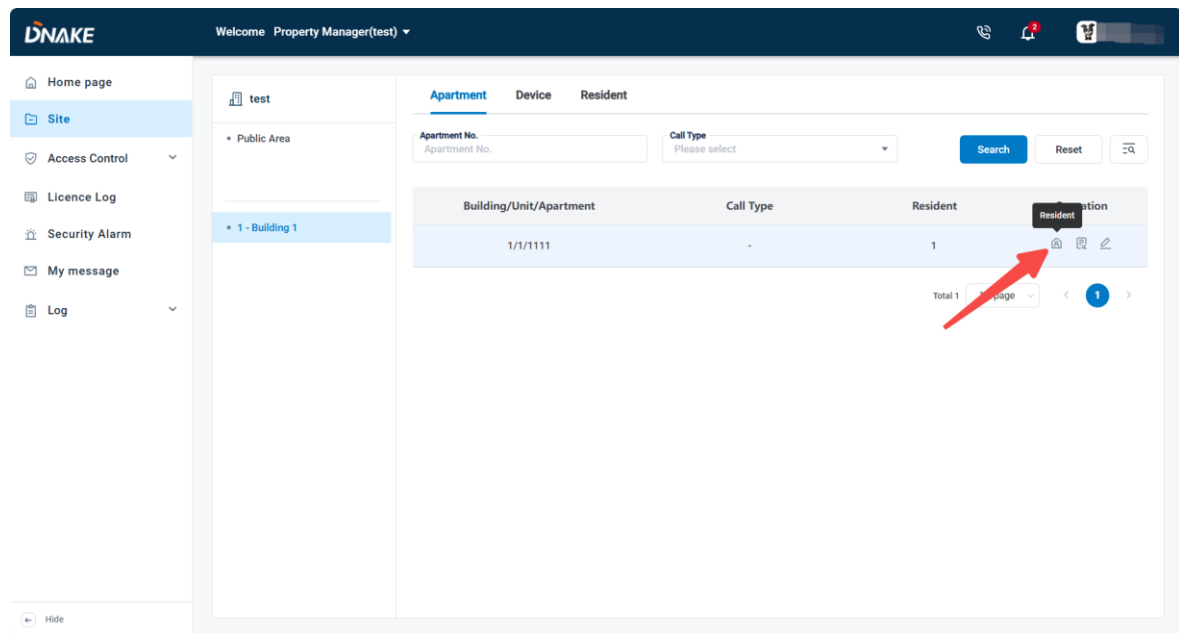 DNAKE
Welcome Property Manager(test)
2
Home page
Site
Access Control
Licence Log
Security Alarm
My message
Log
Hide
test
Public Area
1 - Building 1
Apartment Device Resident
Apartment No.
Apartment No.
Call Type
Please select
Search
Reset
Building/Unit/Apartment Call Type Resident
Resident
1/1/1111 - 1
Total 1
1